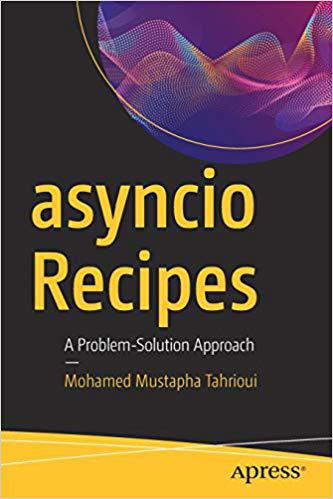 asyncio
Recipes
A Problem-Solution Approach
Mohamed Mustapha Tahrioui
Apress®